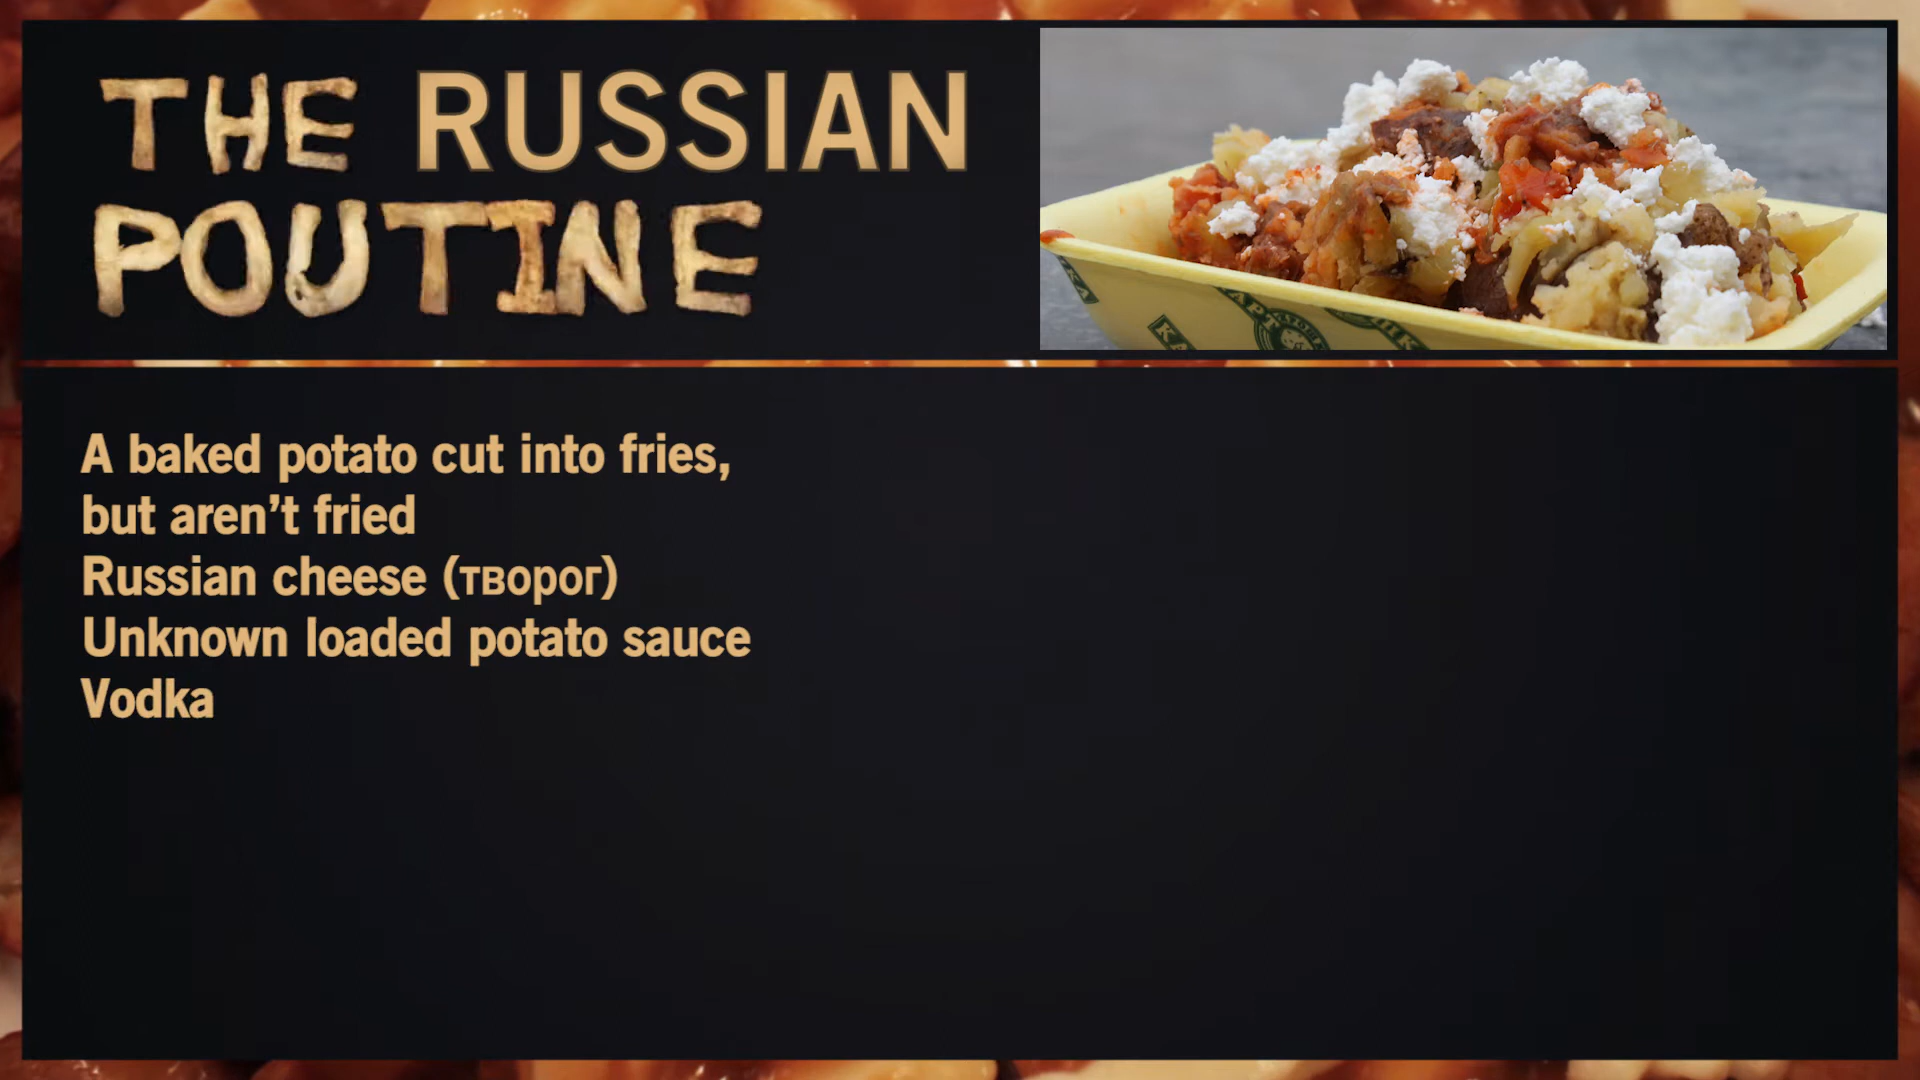 THE RUSSIAN
POUTINE
A baked potato cut into fries,
but aren’t fried
Russian cheese (творог)
Unknown loaded potato sauce
Vodka